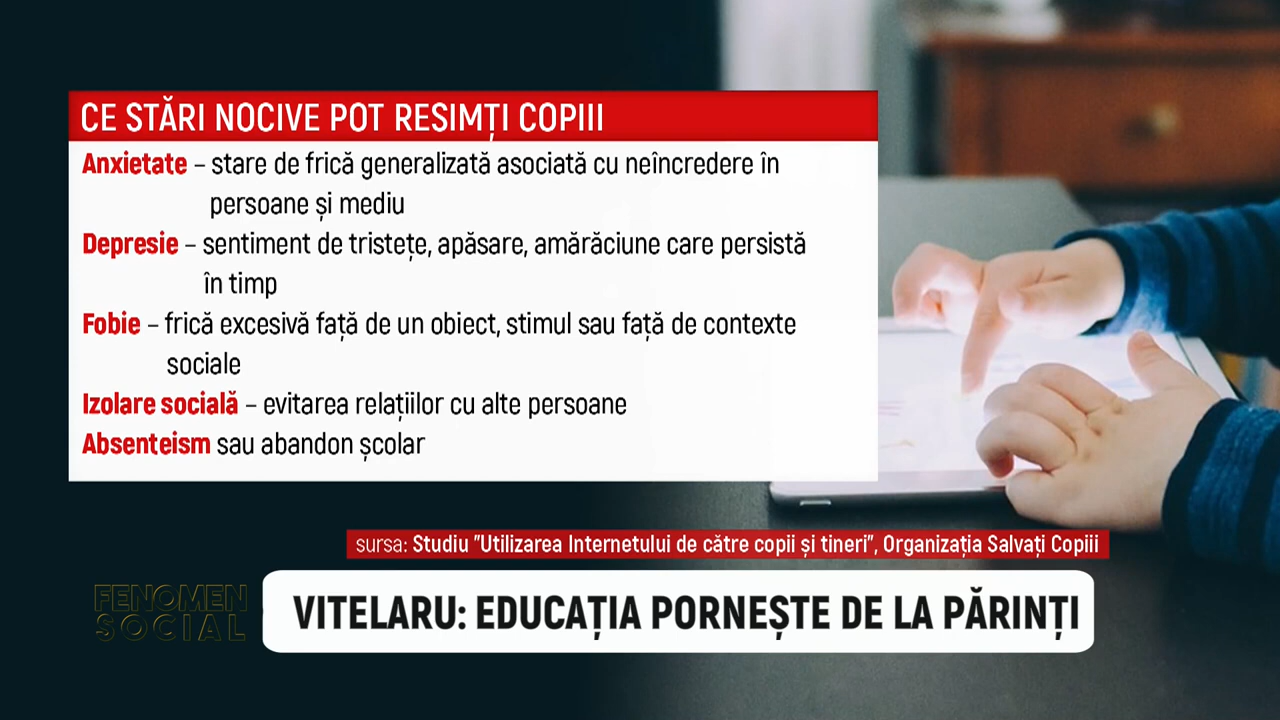 CE STĂRI NOCIVE POT RESIMȚI COPIII
Anxietate – stare de frică generalizată asociată cu neîncredere în
persoane și mediu
Depresie – sentiment de tristețe, apăsare, amărăciune care persistă
în timp
Fobie – frică excesivă față de un obiect, stimul sau față de contexte
sociale
Izolare socială – evitarea relațiilor cu alte persoane
Absenteism sau abandon școlar
sursa: Studiu "Utilizarea Internetului de către copii și tineri", Organizația Salvați Copiii
FENOMEN
SOCIAL
VITELARU: EDUCAȚIA PORNEȘTE DE LA PĂRINȚI